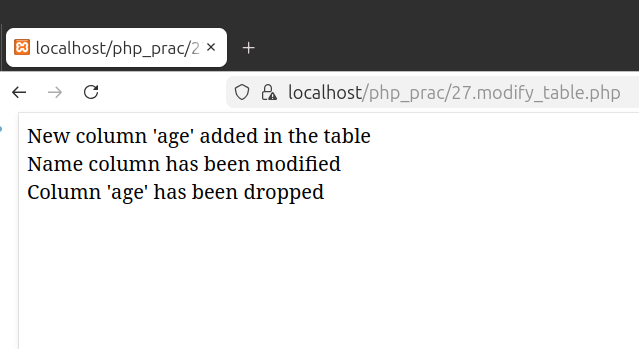 localhost/php_prac/2
localhost/php_prac/27.modify_table.php
New column 'age' added in the table
Name column has been modified
Column 'age' has been dropped